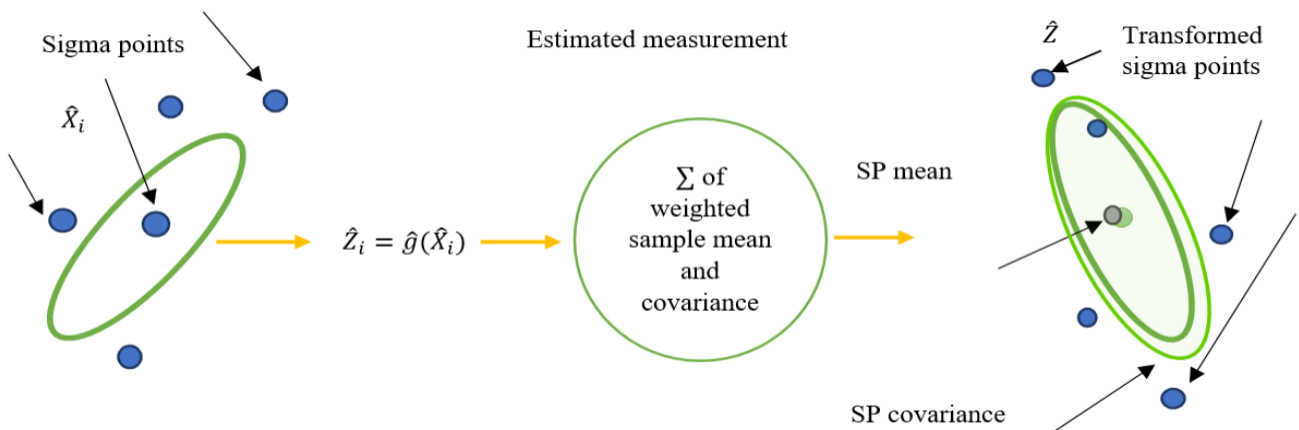 Sigma points
X̂ᵢ
Ẑᵢ = ĝ(X̂ᵢ)
Estimated measurement
∑ of
weighted
sample mean
and
covariance
SP mean
Ẑ
Transformed
sigma points
SP covariance